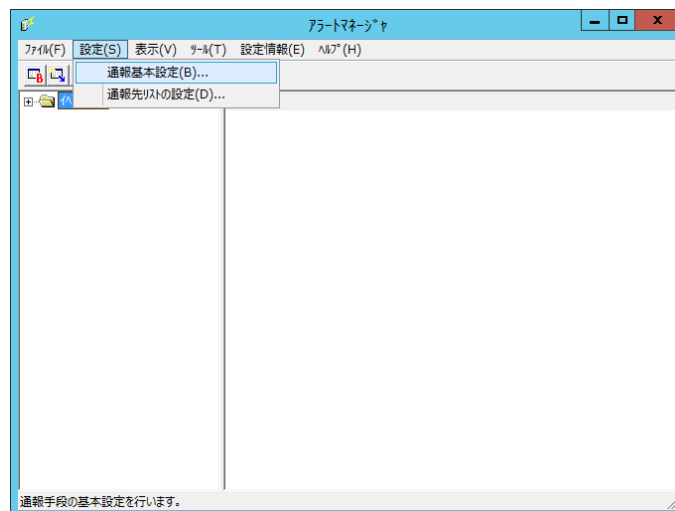 ｱﾗｰﾄﾏﾈｰｼﾞｬ
ﾌｧｲﾙ(F) 設定(S) 表示(V) ﾂｰﾙ(T) 設定情報(E) ﾍﾙﾌﾟ(H)
通報基本設定(B)...
通報先ﾘｽﾄの設定(D)...
通報手段の基本設定を行います。